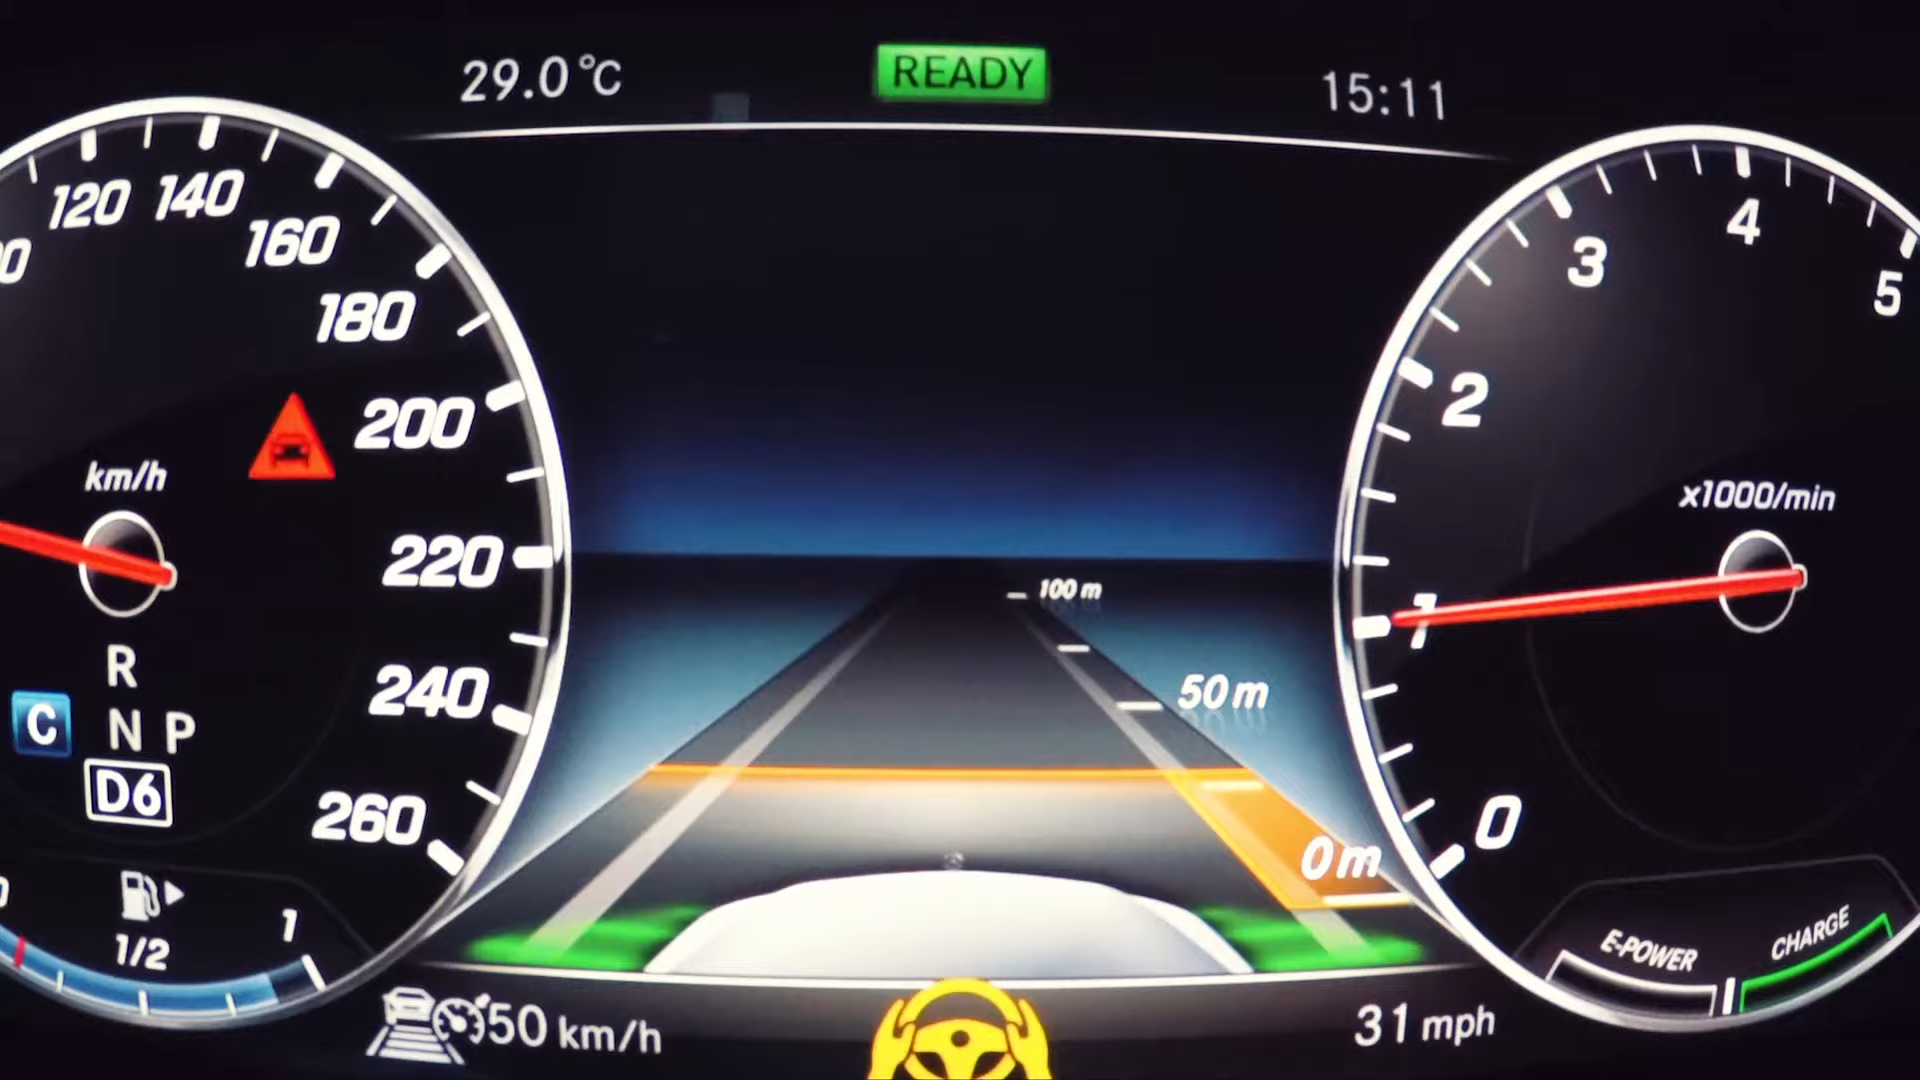 29.0°C
READY
15:11
120
140
160
180
200
220
240
260
km/h
R
C
N P
D6
1/2
1
100 m
50 m
0 m
5
4
3
2
1
0
x1000/min
E-POWER
CHARGE
50 km/h
31 mph